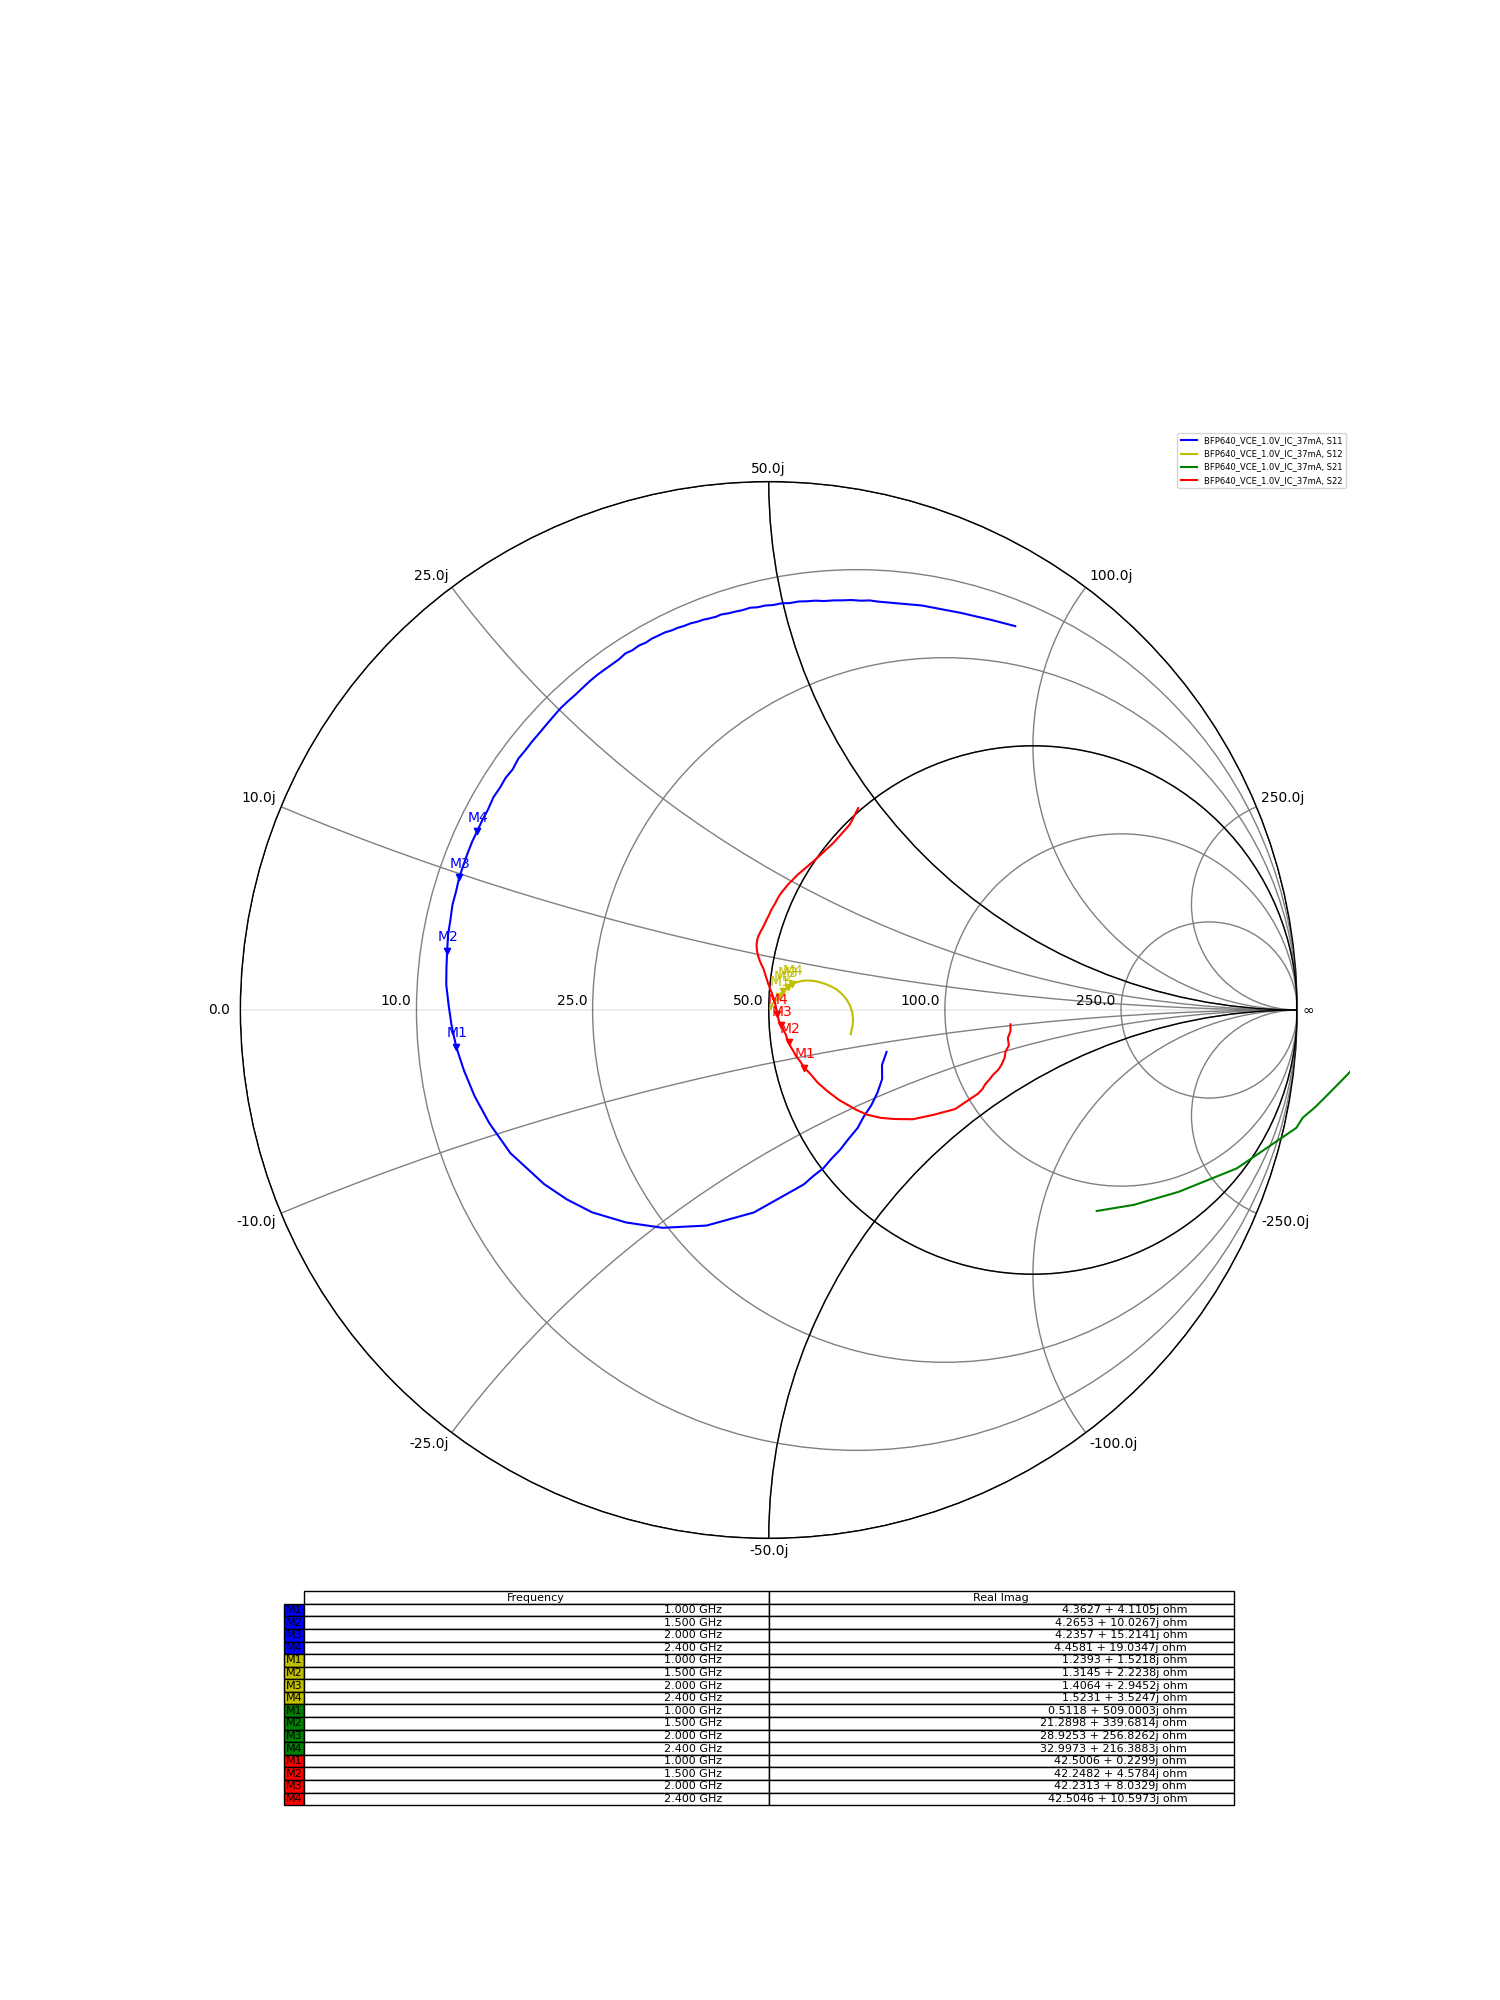 BFP640_VCE_1.0V_IC_37mA, S11
BFP640_VCE_1.0V_IC_37mA, S12
BFP640_VCE_1.0V_IC_37mA, S21
BFP640_VCE_1.0V_IC_37mA, S22
50.0j
25.0j
100.0j
10.0j
250.0j
M4
M3
M2
M4
0.0
10.0
25.0
50.0
100.0
250.0
∞
M4
M3
M2
M1
M1
-10.0j
-250.0j
-25.0j
-100.0j
-50.0j
Frequency Real Imag
M1 1.000 GHz 4.3627 + 4.1105j ohm
M2 1.500 GHz 4.2653 + 10.0267j ohm
M3 2.000 GHz 4.2357 + 15.2141j ohm
M4 2.400 GHz 4.4581 + 19.0347j ohm
M1 1.000 GHz 1.2393 + 1.5218j ohm
M2 1.500 GHz 1.3145 + 2.2238j ohm
M3 2.000 GHz 1.4064 + 2.9452j ohm
M4 2.400 GHz 1.5231 + 3.5247j ohm
M1 1.000 GHz 0.5118 + 509.0003j ohm
M2 1.500 GHz 21.2898 + 339.6814j ohm
M3 2.000 GHz 28.9253 + 256.8262j ohm
M4 2.400 GHz 32.9973 + 216.3883j ohm
M1 1.000 GHz 42.5006 + 0.2299j ohm
M2 1.500 GHz 42.2482 + 4.5784j ohm
M3 2.000 GHz 42.2313 + 8.0329j ohm
M4 2.400 GHz 42.5046 + 10.5973j ohm